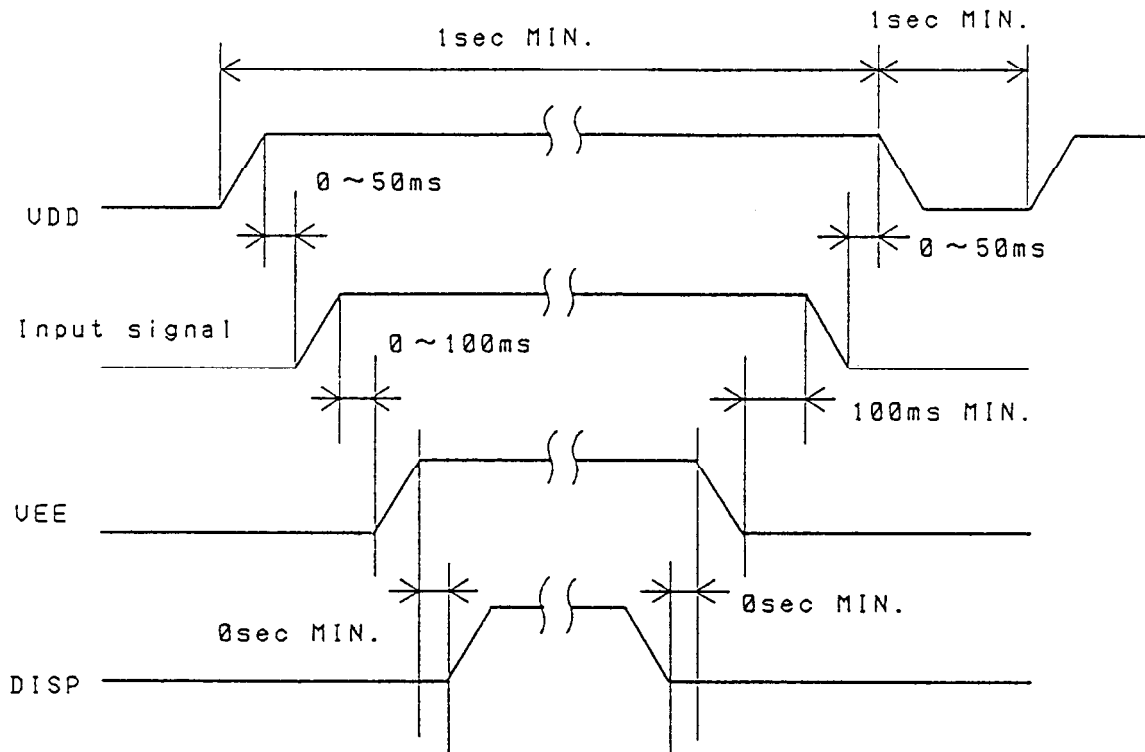 1sec MIN.
1sec MIN.
0~50ms
VDD
0~50ms
Input signal
0~100ms
100ms MIN.
VEE
0sec MIN.
0sec MIN.
DISP